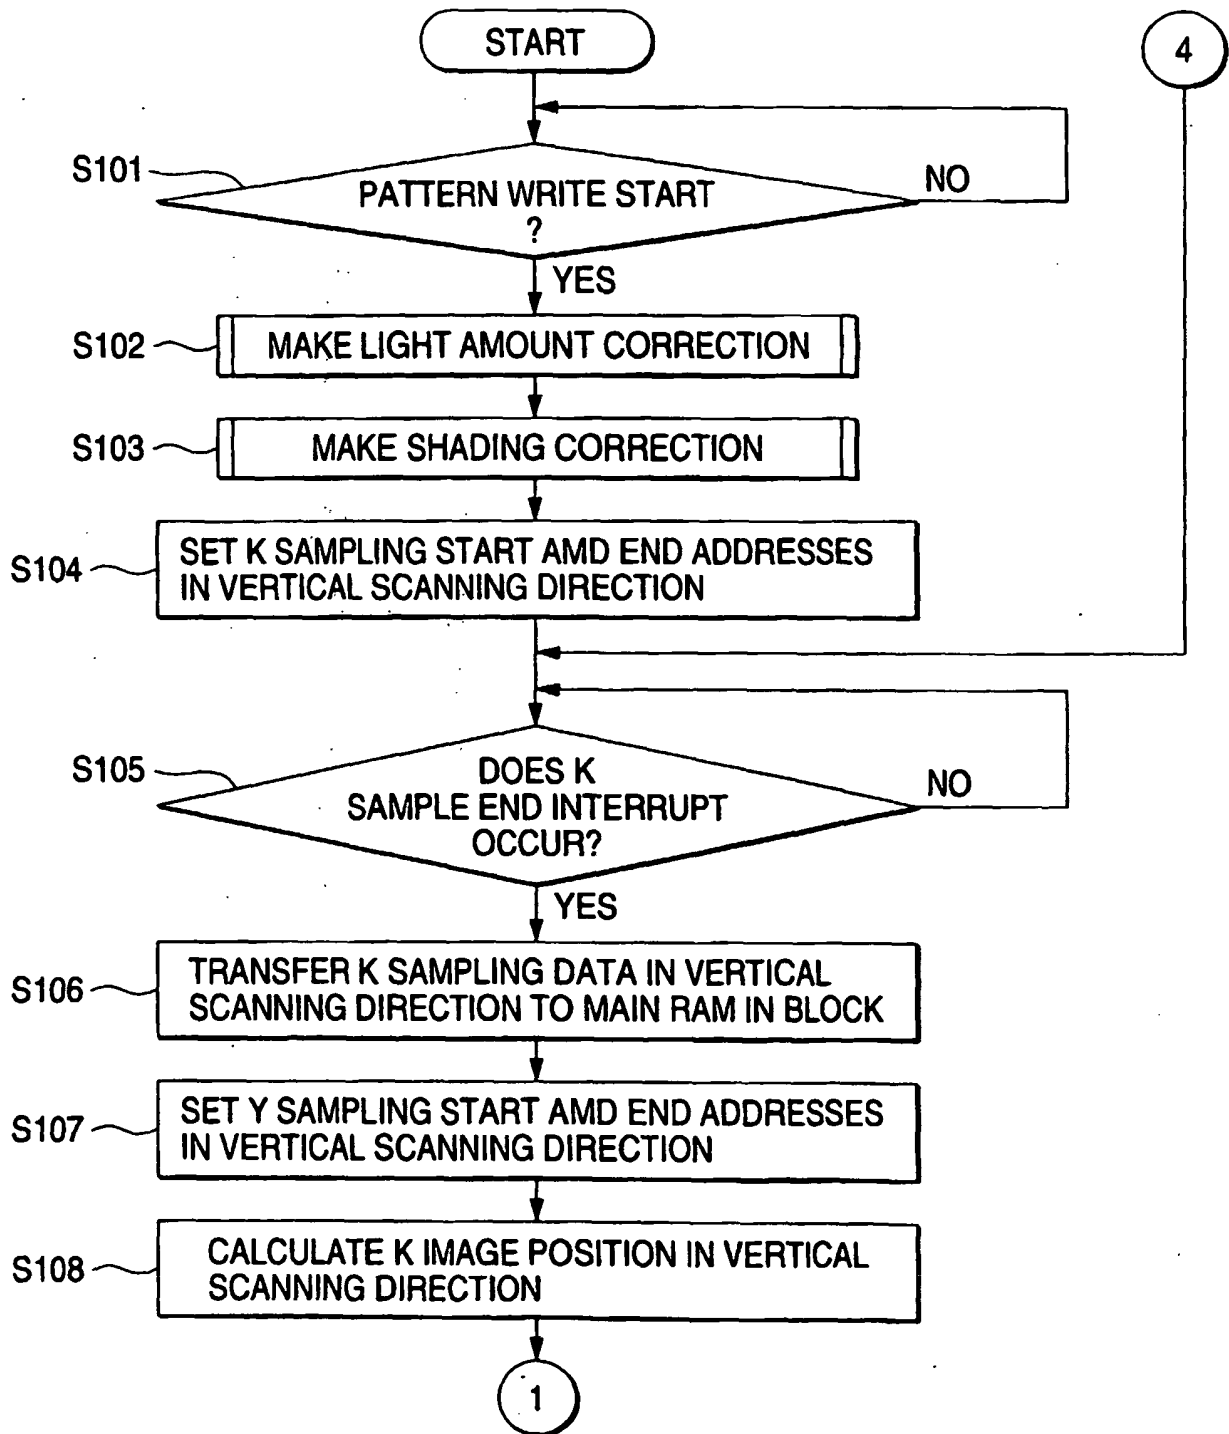 START
4
S101
PATTERN WRITE START
?
NO
YES
S102
MAKE LIGHT AMOUNT CORRECTION
S103
MAKE SHADING CORRECTION
S104
SET K SAMPLING START AMD END ADDRESSES
IN VERTICAL SCANNING DIRECTION
S105
DOES K
SAMPLE END INTERRUPT
OCCUR?
NO
YES
S106
TRANSFER K SAMPLING DATA IN VERTICAL
SCANNING DIRECTION TO MAIN RAM IN BLOCK
S107
SET Y SAMPLING START AMD END ADDRESSES
IN VERTICAL SCANNING DIRECTION
S108
CALCULATE K IMAGE POSITION IN VERTICAL
SCANNING DIRECTION
1